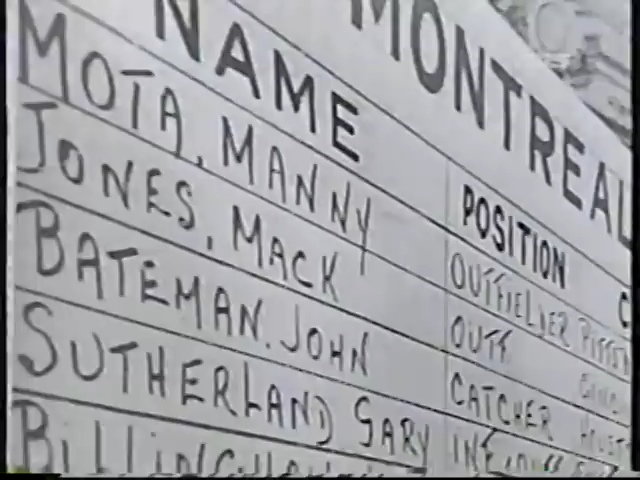 MONTREAL
NAME POSITION C
MOTA, MANNY OUTFIELDER
JONES, MACK OUTF
BATEMAN. JOHN CATCHER
SUTHERLAND GARY